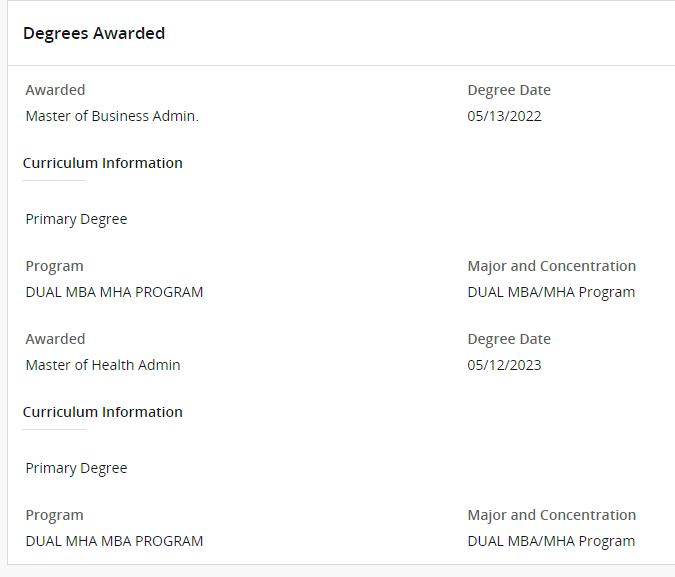 Degrees Awarded
Awarded Degree Date
Master of Business Admin. 05/13/2022
Curriculum Information
Primary Degree
Program Major and Concentration
DUAL MBA MHA PROGRAM DUAL MBA/MHA Program
Awarded Degree Date
Master of Health Admin 05/12/2023
Curriculum Information
Primary Degree
Program Major and Concentration
DUAL MHA MBA PROGRAM DUAL MBA/MHA Program